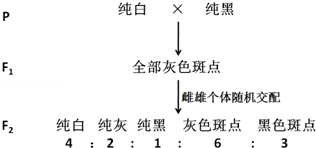 P 纯白 × 纯黑
F₁ 全部灰色斑点
雌雄个体随机交配
F₂ 纯白 纯灰 纯黑 灰色斑点 黑色斑点
4 : 2 : 1 : 6 : 3